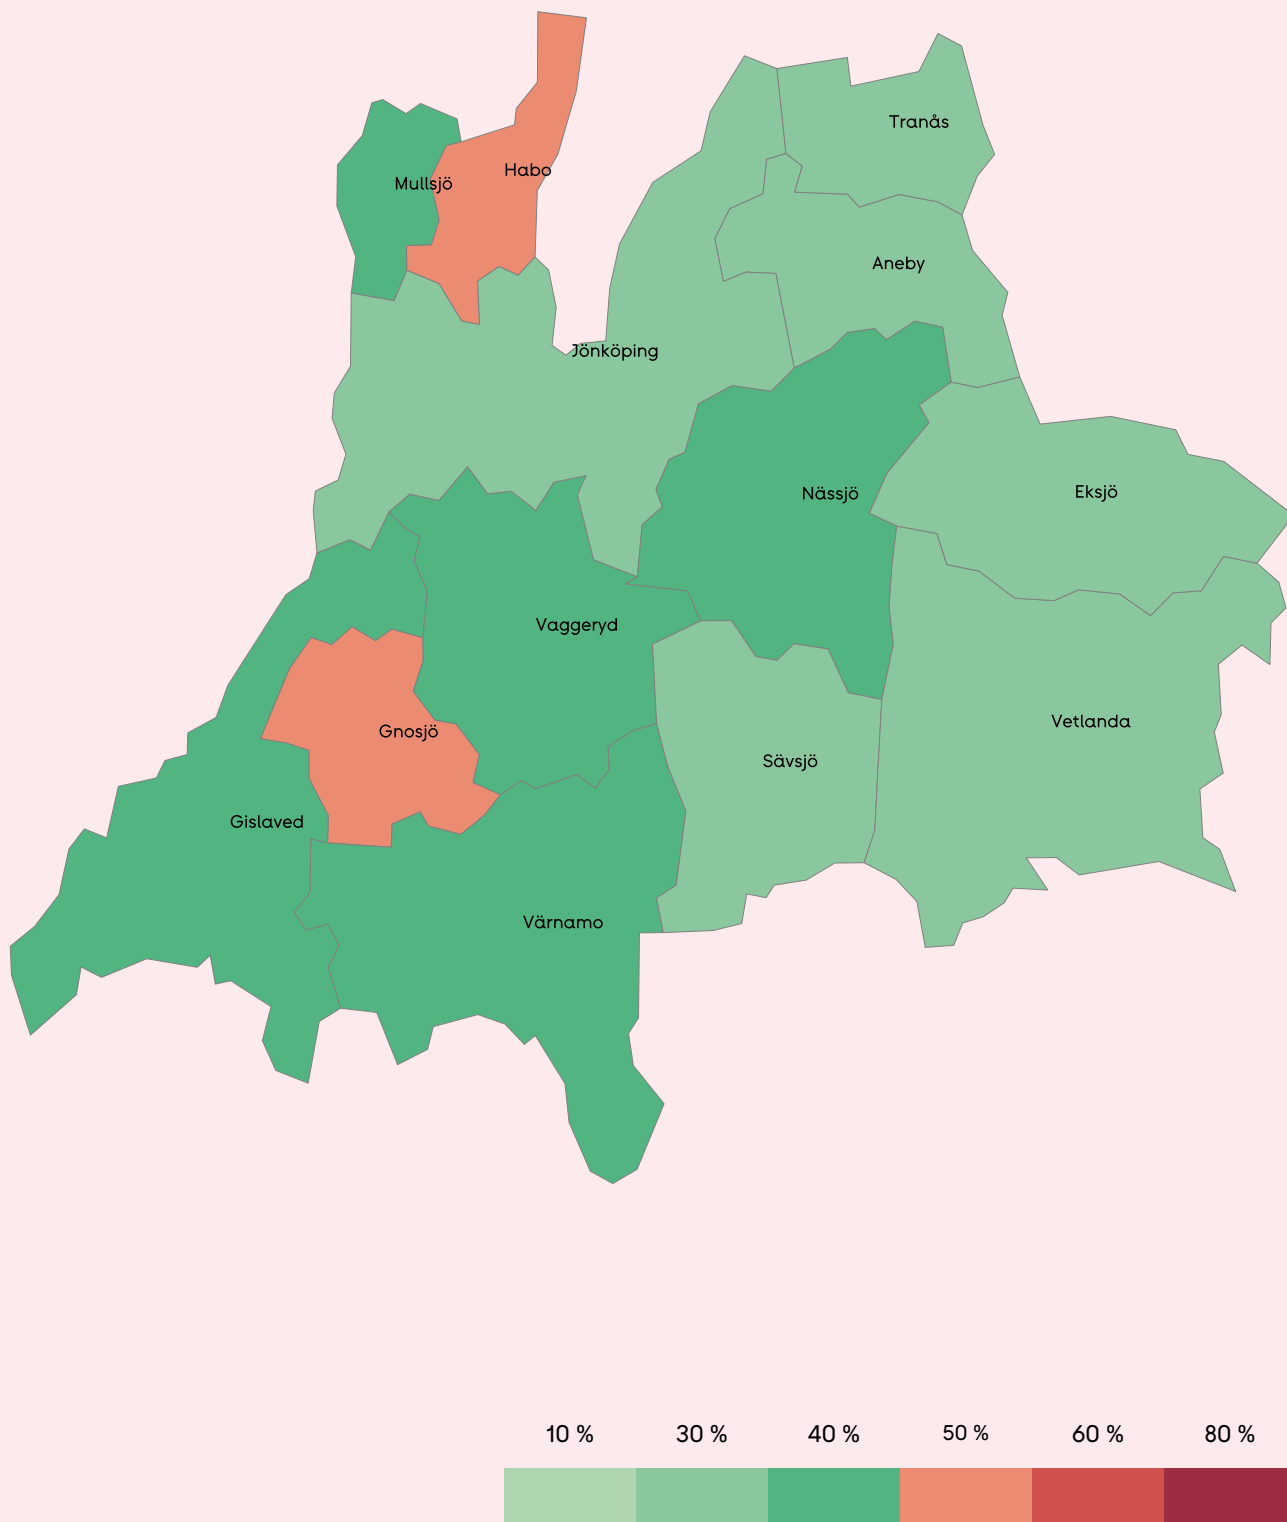 Tranås
Habo
Mullsjö
Aneby
Jönköping
Eksjö
Nässjö
Vaggeryd
Vetlanda
Gnosjö
Sävsjö
Gislaved
Värnamo
10 % 30 % 40 % 50 % 60 % 80 %